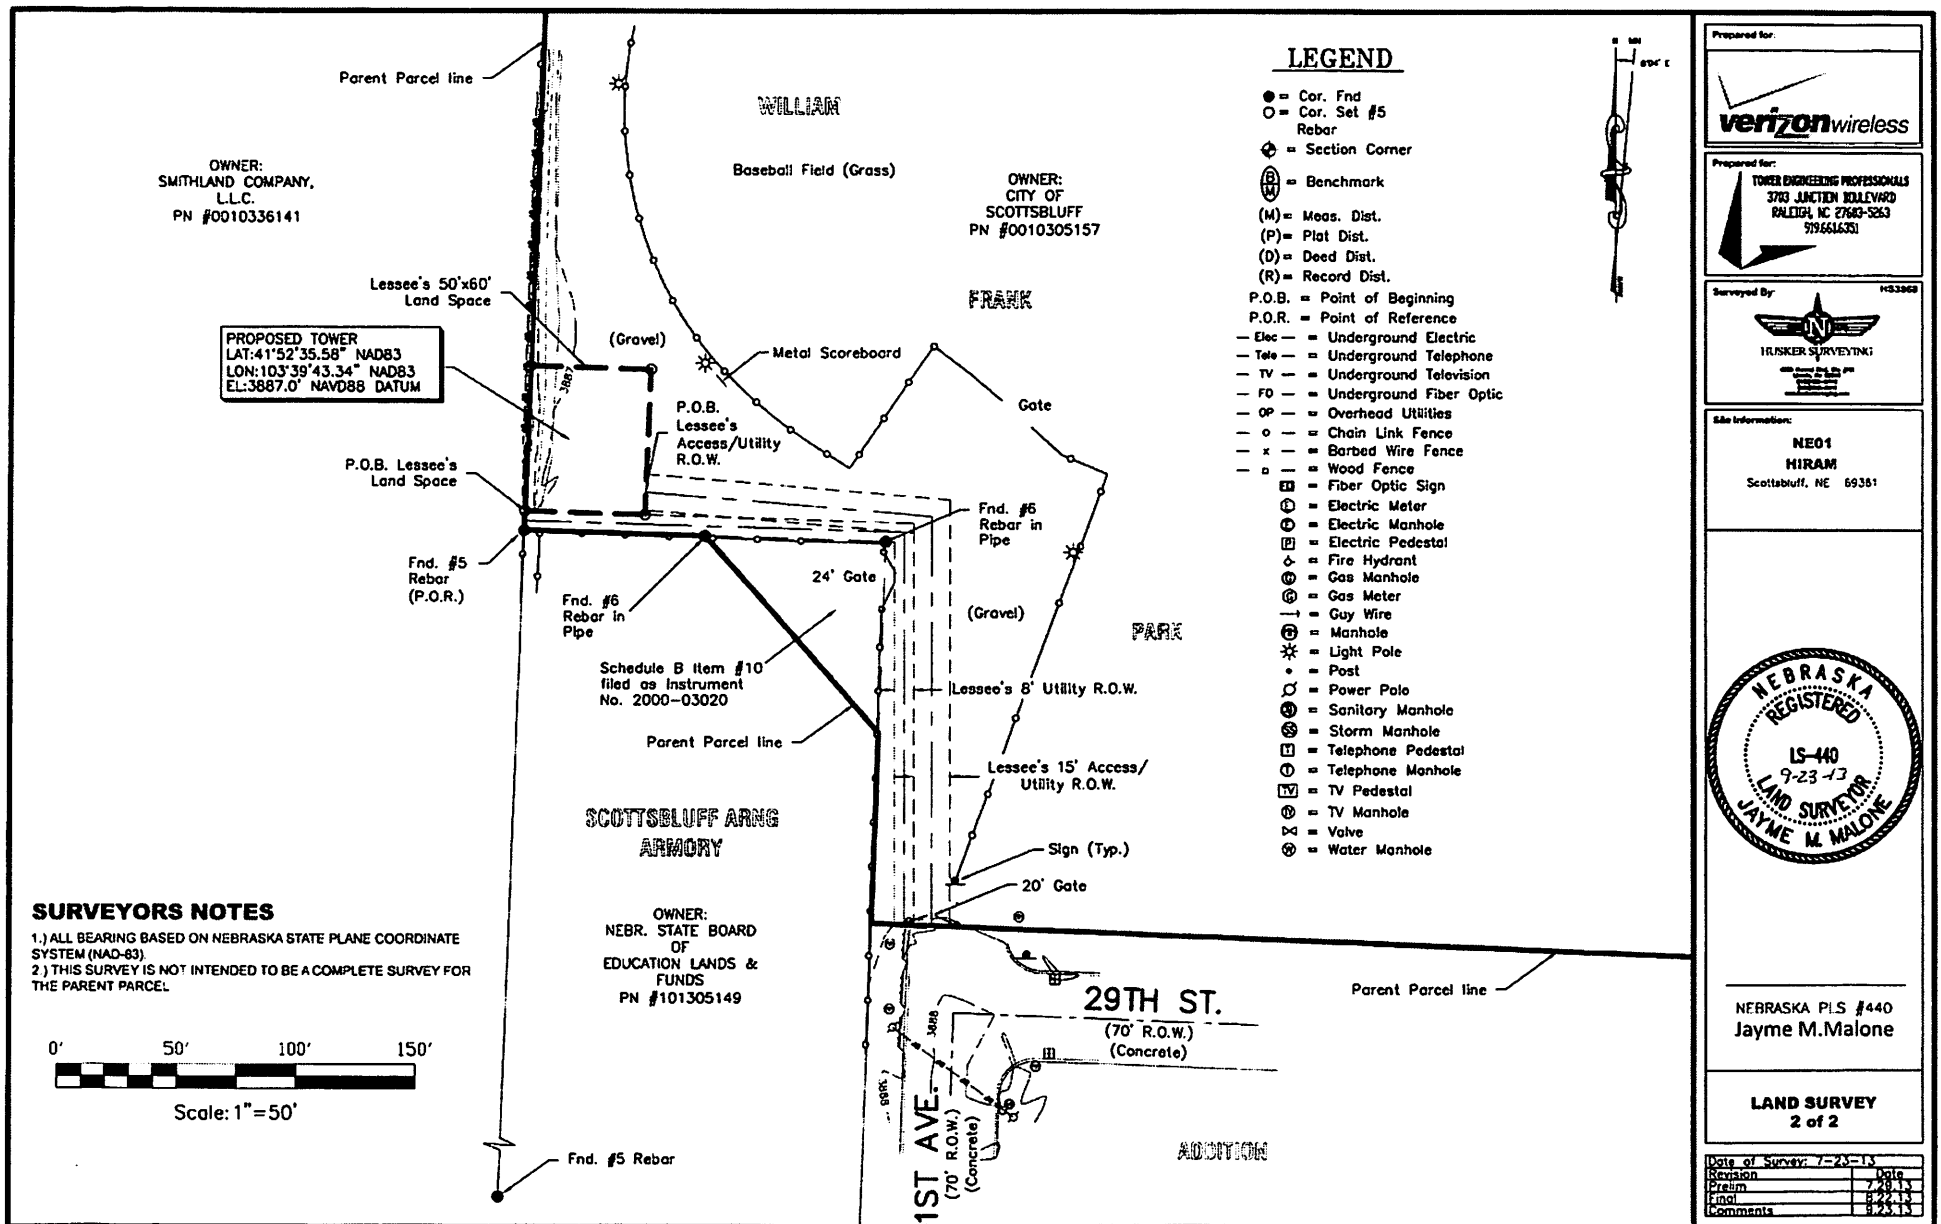 Parent Parcel line
OWNER:
SMITHLAND COMPANY,
L.L.C.
PN #0010336141
WILLIAM
Baseball Field (Grass)
OWNER:
CITY OF
SCOTTSBLUFF
PN #0010305157
FRANK
Lessee's 50'x60'
Land Space
PROPOSED TOWER
LAT:41°52'35.58" NAD83
LON:103°39'43.34" NAD83
EL:3887.0' NAVD88 DATUM
(Gravel)
3887
Metal Scoreboard
Gate
P.O.B.
Lessee's
Access/Utility
R.O.W.
P.O.B. Lessee's
Land Space
Fnd. #6
Rebar in
Pipe
Fnd. #5
Rebar
(P.O.R.)
Fnd. #6
Rebar in
Pipe
24' Gate
(Gravel)
PARK
Schedule B Item #10
filed as Instrument
No. 2000-03020
Lessee's 8' Utility R.O.W.
Parent Parcel line
Lessee's 15' Access/
Utility R.O.W.
SCOTTSBLUFF ARNG
ARMORY
Sign (Typ.)
20' Gate
OWNER:
NEBR. STATE BOARD
OF
EDUCATION LANDS &
FUNDS
PN #101305149
Parent Parcel line
29TH ST.
(70' R.O.W.)
(Concrete)
3888
3888
1ST AVE.
(70' R.O.W.)
(Concrete)
ADDITION
Fnd. #5 Rebar
SURVEYORS NOTES
1.) ALL BEARING BASED ON NEBRASKA STATE PLANE COORDINATE
SYSTEM (NAD-83).
2.) THIS SURVEY IS NOT INTENDED TO BE A COMPLETE SURVEY FOR
THE PARENT PARCEL
0' 50' 100' 150'
Scale: 1"=50'
LEGEND
= Cor. Fnd
= Cor. Set #5
Rebar
= Section Corner
B M = Benchmark
(M)= Meas. Dist.
(P)= Plat Dist.
(D)= Deed Dist.
(R)= Record Dist.
P.O.B. = Point of Beginning
P.O.R. = Point of Reference
— Elec — = Underground Electric
— Tele — = Underground Telephone
— TV — = Underground Television
— FO — = Underground Fiber Optic
— OP — = Overhead Utilities
— o — = Chain Link Fence
— x — = Barbed Wire Fence
— □ — = Wood Fence
= Fiber Optic Sign
= Electric Meter
= Electric Manhole
= Electric Pedestal
= Fire Hydrant
= Gas Manhole
= Gas Meter
= Guy Wire
= Manhole
= Light Pole
= Post
= Power Pole
= Sanitary Manhole
= Storm Manhole
= Telephone Pedestal
= Telephone Manhole
= TV Pedestal
= TV Manhole
= Valve
= Water Manhole
N MN
Prepared for:
verizon wireless
Prepared for:
TOWER ENGINEERING PROFESSIONALS
3703 JUNCTION BOULEVARD
RALEIGH, NC 27603-5263
919.661.6351
Surveyed By: HS3868
N
HUSKER SURVEYING
Site Information:
NE01
HIRAM
Scottsbluff, NE 69361
NEBRASKA
REGISTERED
LS-440
9-23-13
LAND SURVEYOR
JAYME M. MALONE
NEBRASKA PLS #440
Jayme M.Malone
LAND SURVEY
2 of 2
Date of Survey: 7-23-13
Revision Date
Prelim 7.29.13
Final 8.22.13
Comments 9.23.13